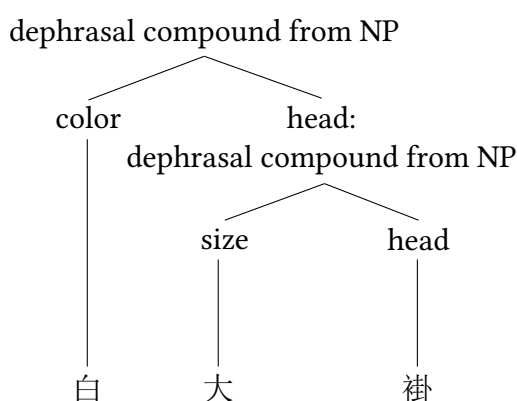 dephrasal compound from NP
color head:
dephrasal compound from NP
size head
白 大 褂